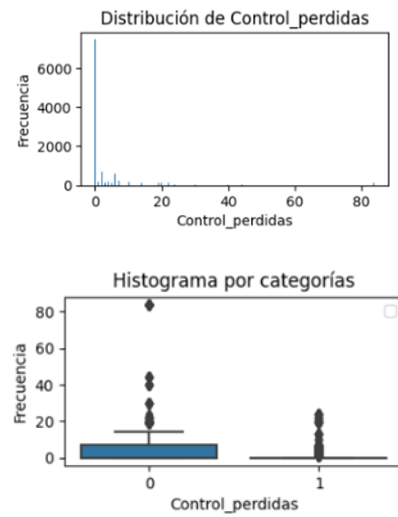 Distribución de Control_perdidas
6000
4000
2000
0
Frecuencia
0 20 40 60 80
Control_perdidas
Histograma por categorías
80
60
40
20
0
Frecuencia
0 1
Control_perdidas